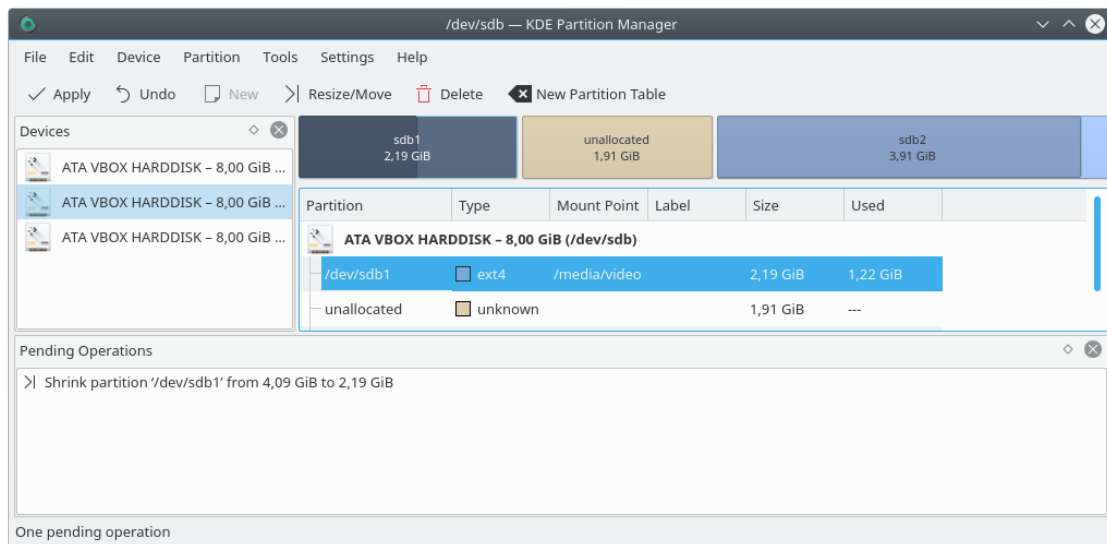 /dev/sdb — KDE Partition Manager
File Edit Device Partition Tools Settings Help
Apply Undo New Resize/Move Delete New Partition Table
Devices
ATA VBOX HARDDISK – 8,00 GiB ...
ATA VBOX HARDDISK – 8,00 GiB ...
ATA VBOX HARDDISK – 8,00 GiB ...
sdb1
2,19 GiB
unallocated
1,91 GiB
sdb2
3,91 GiB
Partition Type Mount Point Label Size Used
ATA VBOX HARDDISK – 8,00 GiB (/dev/sdb)
/dev/sdb1 ext4 /media/video 2,19 GiB 1,22 GiB
unallocated unknown 1,91 GiB ---
Pending Operations
Shrink partition ‘/dev/sdb1’ from 4,09 GiB to 2,19 GiB
One pending operation